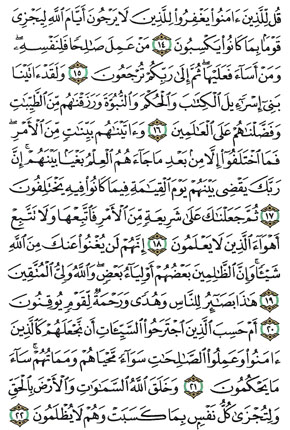 قُل لِّلَّذِينَ ءَامَنُوا۟ يَغْفِرُوا۟ لِلَّذِينَ لَا يَرْجُونَ أَيَّامَ ٱللَّهِ لِيَجْزِىَ
قَوْمًۢا بِمَا كَانُوا۟ يَكْسِبُونَ ١٤ مَنْ عَمِلَ صَـٰلِحًا فَلِنَفْسِهِۦ ۖ
وَمَنْ أَسَآءَ فَعَلَيْهَا ۖ ثُمَّ إِلَىٰ رَبِّكُمْ تُرْجَعُونَ ١٥ وَلَقَدْ ءَاتَيْنَا
بَنِىٓ إِسْرَٰٓءِيلَ ٱلْكِتَـٰبَ وَٱلْحُكْمَ وَٱلنُّبُوَّةَ وَرَزَقْنَـٰهُم مِّنَ ٱلطَّيِّبَـٰتِ
وَفَضَّلْنَـٰهُمْ عَلَى ٱلْعَـٰلَمِينَ ١٦ وَءَاتَيْنَـٰهُم بَيِّنَـٰتٍ مِّنَ ٱلْأَمْرِ ۖ
فَمَا ٱخْتَلَفُوٓا۟ إِلَّا مِنۢ بَعْدِ مَا جَآءَهُمُ ٱلْعِلْمُ بَغْيًۢا بَيْنَهُمْ ۚ إِنَّ
رَبَّكَ يَقْضِى بَيْنَهُمْ يَوْمَ ٱلْقِيَـٰمَةِ فِيمَا كَانُوا۟ فِيهِ يَخْتَلِفُونَ
١٧ ثُمَّ جَعَلْنَـٰكَ عَلَىٰ شَرِيعَةٍ مِّنَ ٱلْأَمْرِ فَٱتَّبِعْهَا وَلَا تَتَّبِعْ
أَهْوَآءَ ٱلَّذِينَ لَا يَعْلَمُونَ ١٨ إِنَّهُمْ لَن يُغْنُوا۟ عَنكَ مِنَ ٱللَّهِ
شَيْـًٔا ۚ وَإِنَّ ٱلظَّـٰلِمِينَ بَعْضُهُمْ أَوْلِيَآءُ بَعْضٍ ۖ وَٱللَّهُ وَلِىُّ ٱلْمُتَّقِينَ
١٩ هَـٰذَا بَصَـٰٓئِرُ لِلنَّاسِ وَهُدًى وَرَحْمَةٌ لِّقَوْمٍ يُوقِنُونَ
٢٠ أَمْ حَسِبَ ٱلَّذِينَ ٱجْتَرَحُوا۟ ٱلسَّيِّـَٔاتِ أَن نَّجْعَلَهُمْ كَٱلَّذِينَ
ءَامَنُوا۟ وَعَمِلُوا۟ ٱلصَّـٰلِحَـٰتِ سَوَآءً مَّحْيَاهُمْ وَمَمَاتُهُمْ ۚ سَآءَ
مَا يَحْكُمُونَ ٢١ وَخَلَقَ ٱللَّهُ ٱلسَّمَـٰوَٰتِ وَٱلْأَرْضَ بِٱلْحَقِّ
وَلِتُجْزَىٰ كُلُّ نَفْسٍۭ بِمَا كَسَبَتْ وَهُمْ لَا يُظْلَمُونَ ٢٢